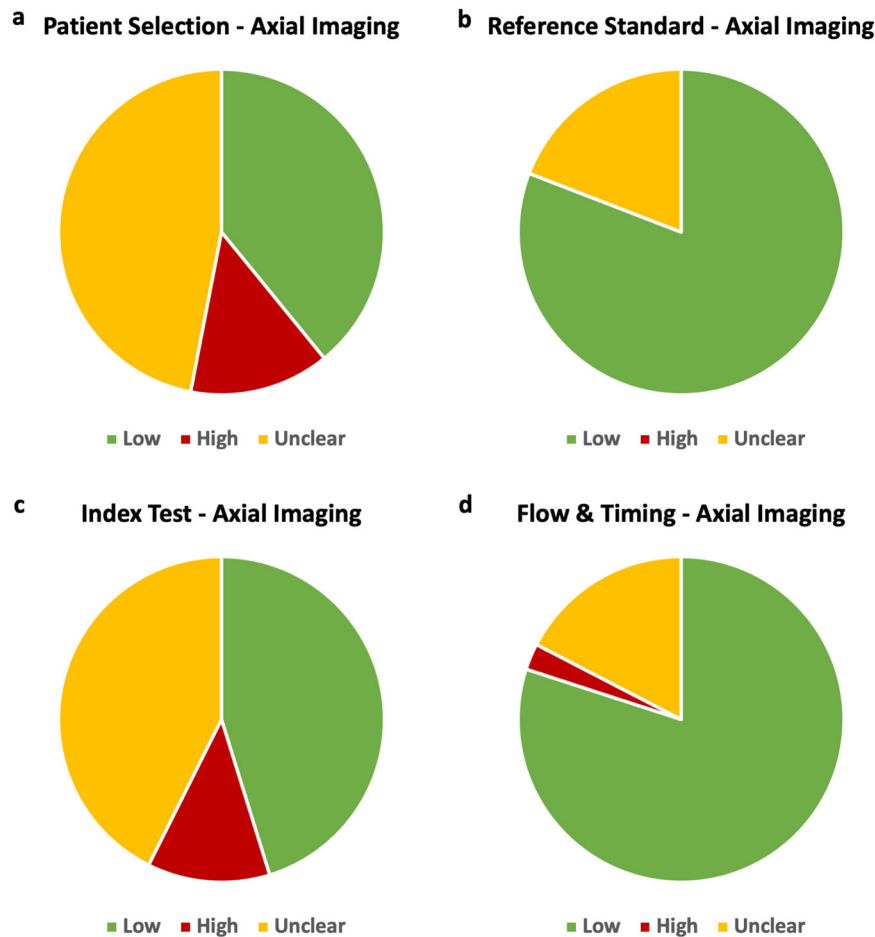 a Patient Selection - Axial Imaging
b Reference Standard - Axial Imaging
Low High Unclear
Low High Unclear
c Index Test - Axial Imaging
d Flow & Timing - Axial Imaging
Low High Unclear
Low High Unclear